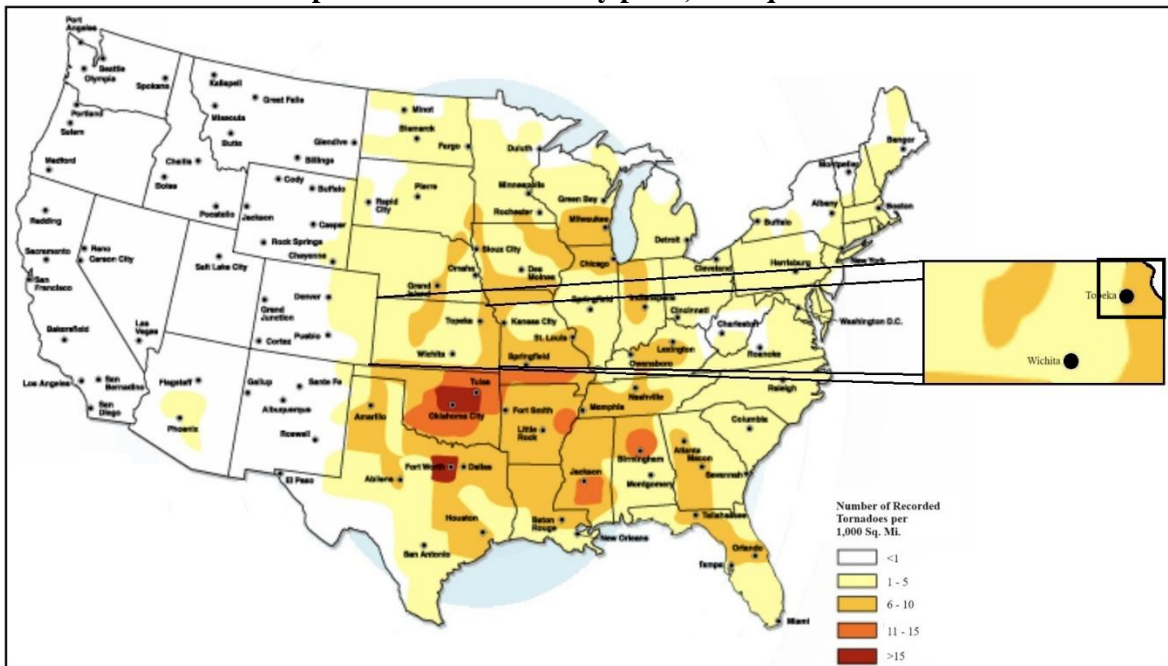 Port
Angeles
Seattle
Olympia
Spokane
Portland
Salem
Medford
Kalispell
Great Falls
Missoula
Butte
Glendive
Billings
Challis
Boise
Pocatello
Cody
Buffalo
Jackson
Casper
Rock Springs
Cheyenne
Redding
Sacramento
San
Francisco
Reno
Carson City
Salt Lake City
Bakersfield
Las
Vegas
Los Angeles
San
Bernardino
San
Diego
Flagstaff
Phoenix
Denver
Grand
Junction
Pueblo
Cortez
Gallup
Sante Fe
Albuquerque
Roswell
El Paso
Minot
Bismarck
Fargo
Pierre
Rapid
City
Duluth
Minneapolis
Rochester
Green Bay
Milwaukee
Sioux City
Omaha
Grand
Island
Des
Moines
Chicago
Detroit
Topeka
Kansas City
Wichita
St. Louis
Springfield
Springfield
Indianapolis
Cleveland
Cincinnati
Lexington
Owensboro
Charleston
Roanoke
Harrisburg
Buffalo
Albany
Montpelier
Bangor
Boston
New York
Washington D.C.
Raleigh
Nashville
Memphis
Tulsa
Oklahoma City
Amarillo
Fort Smith
Little
Rock
Fort Worth
Dallas
Abilene
Houston
San Antonio
Jackson
Baton
Rouge
New Orleans
Birmingham
Montgomery
Atlanta
Macon
Columbia
Savannah
Tallahassee
Orlando
Tampa
Miami
Topeka
Wichita
Number of Recorded
Tornadoes per
1,000 Sq. Mi.
<1
1 - 5
6 - 10
11 - 15
>15